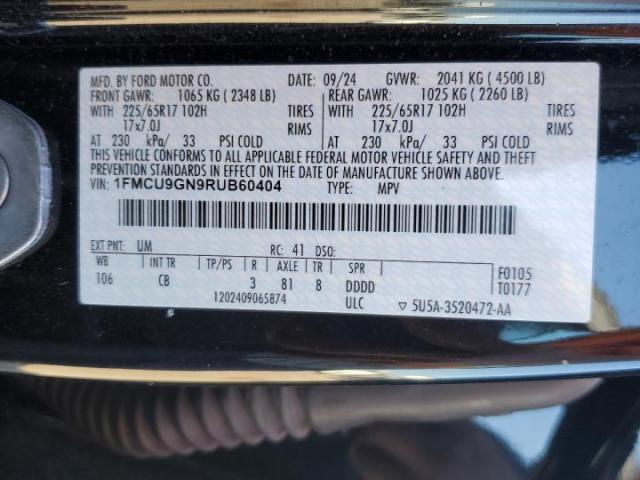 MFD. BY FORD MOTOR CO. DATE: 09/24 GVWR: 2041 KG ( 4500 LB)
FRONT GAWR: 1065 KG ( 2348 LB) REAR GAWR: 1025 KG ( 2260 LB)
WITH 225/65R17 102H TIRES WITH 225/65R17 102H TIRES
17x7.0J RIMS 17x7.0J RIMS
AT 230 kPa/ 33 PSI COLD AT 230 kPa/ 33 PSI COLD
THIS VEHICLE CONFORMS TO ALL APPLICABLE FEDERAL MOTOR VEHICLE SAFETY AND THEFT
PREVENTION STANDARDS IN EFFECT ON THE DATE OF MANUFACTURE SHOWN ABOVE.
VIN: 1FMCU9GN9RUB60404 TYPE: MPV
EXT PNT: UM RC: 41 DSO:
WB INT TR TP/PS R AXLE TR SPR F0105
106 CB 3 81 8 DDDD T0177
1202409065874 ULC ▽ 5U5A-3520472-AA